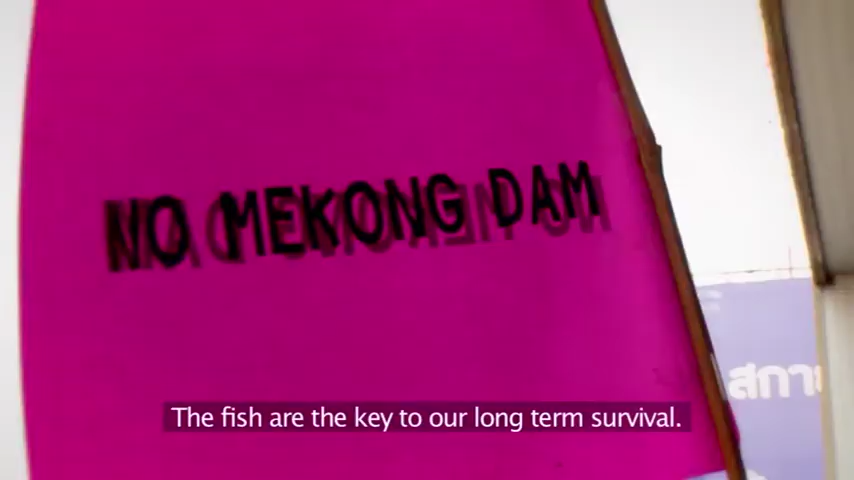 NO MEKONG DAM
The fish are the key to our long term survival.